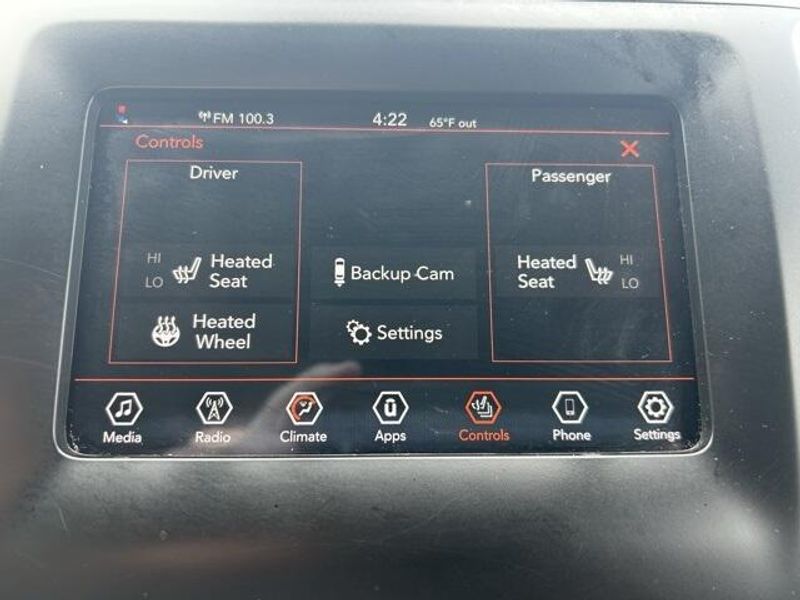 FM 100.3 4:22 65°F out
Controls X
Driver
HI
LO
Heated
Seat
Heated
Wheel
Backup Cam
Settings
Passenger
Heated
Seat
HI
LO
Media Radio Climate Apps Controls Phone Settings